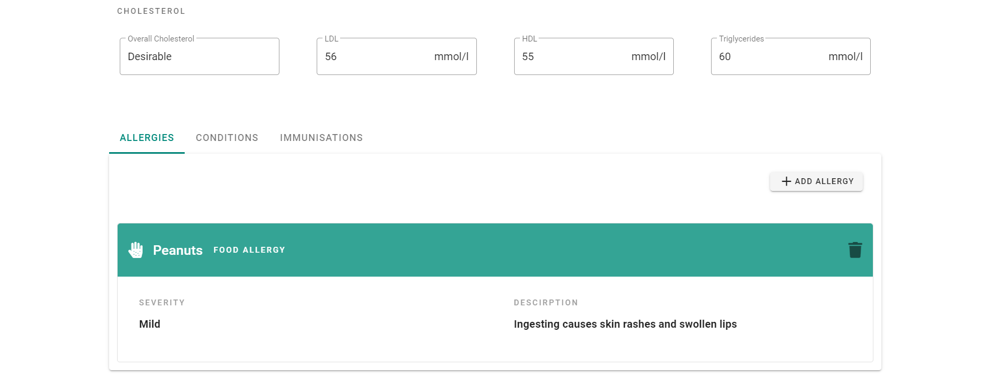 CHOLESTEROL
Overall Cholesterol LDL HDL Triglycerides
Desirable 56 mmol/l 55 mmol/l 60 mmol/l
ALLERGIES CONDITIONS IMMUNISATIONS
ADD ALLERGY
Peanuts FOOD ALLERGY
SEVERITY DESCIRPTION
Mild Ingesting causes skin rashes and swollen lips